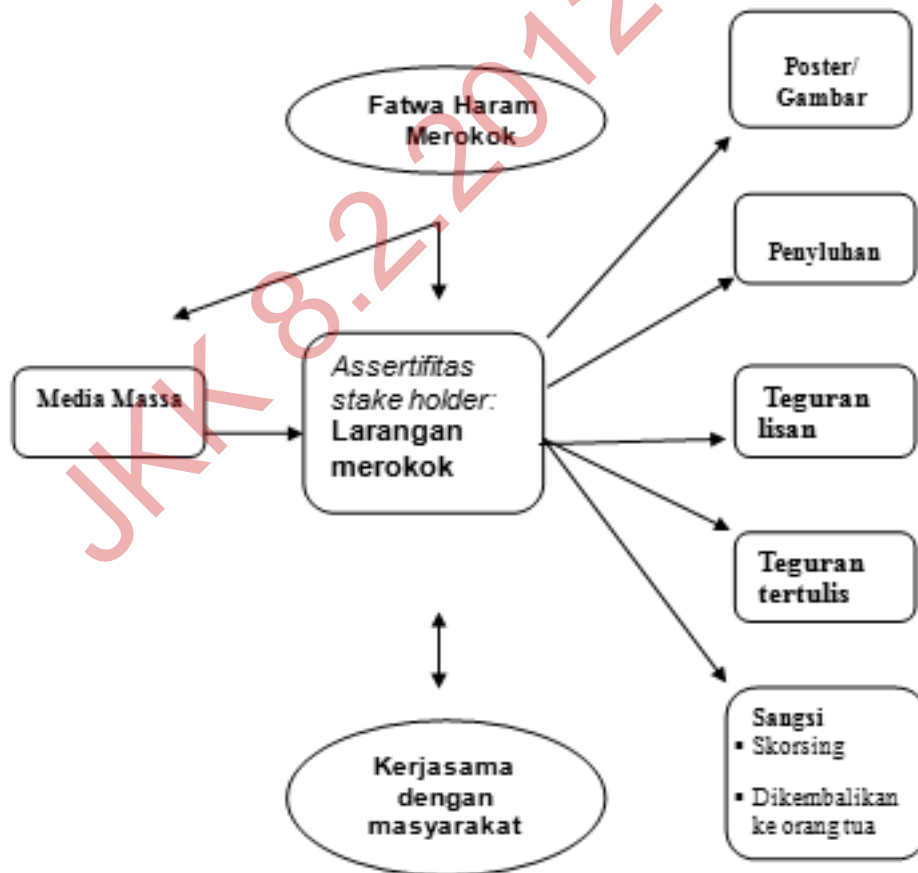 Fatwa Haram
Merokok
Poster/
Gambar
Penyluhan
Media Massa
Assertifitas
stake holder:
Larangan
merokok
Teguran
lisan
Teguran
tertulis
Kerjasama
dengan
masyarakat
Sangsi
▪ Skorsing
▪ Dikembalikan
ke orang tua
JKK 8.2.2012